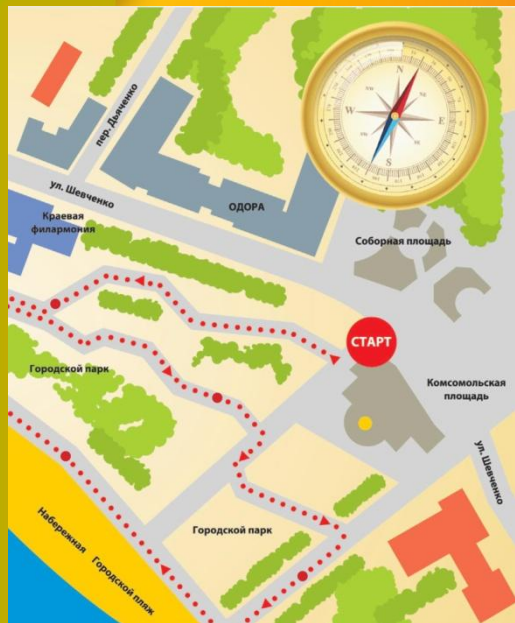 N
W
E
S
пер. Дьяченко
ул. Шевченко
ОДОРА
Краевая
филармония
Соборная площадь
СТАРТ
Городской парк
Комсомольская
площадь
ул. Шевченко
Городской парк
Набережная
Городской пляж